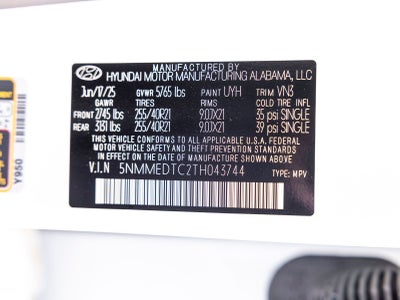 MANUFACTURED BY
HYUNDAI MOTOR MANUFACTURING ALABAMA, LLC
Jun/17/25 GVWR 5765 lbs PAINT UYH TRIM VN3
GAWR TIRES RIMS COLD TIRE INFL
FRONT 2745 lbs 255/40R21 9.0JX21 35 psi SINGLE
REAR 3131 lbs 255/40R21 9.0JX21 39 psi SINGLE
THIS VEHICLE CONFORMS TO ALL APPLICABLE U.S.A. FEDERAL
MOTOR VEHICLE SAFETY, BUMPER AND THEFT PREVENTION
STANDARDS IN EFFECT ON THE DATE OF MANUFACTURE SHOWN ABOVE.
V.I.N 5NMMEDTC2TH043744 TYPE: MPV
Y950